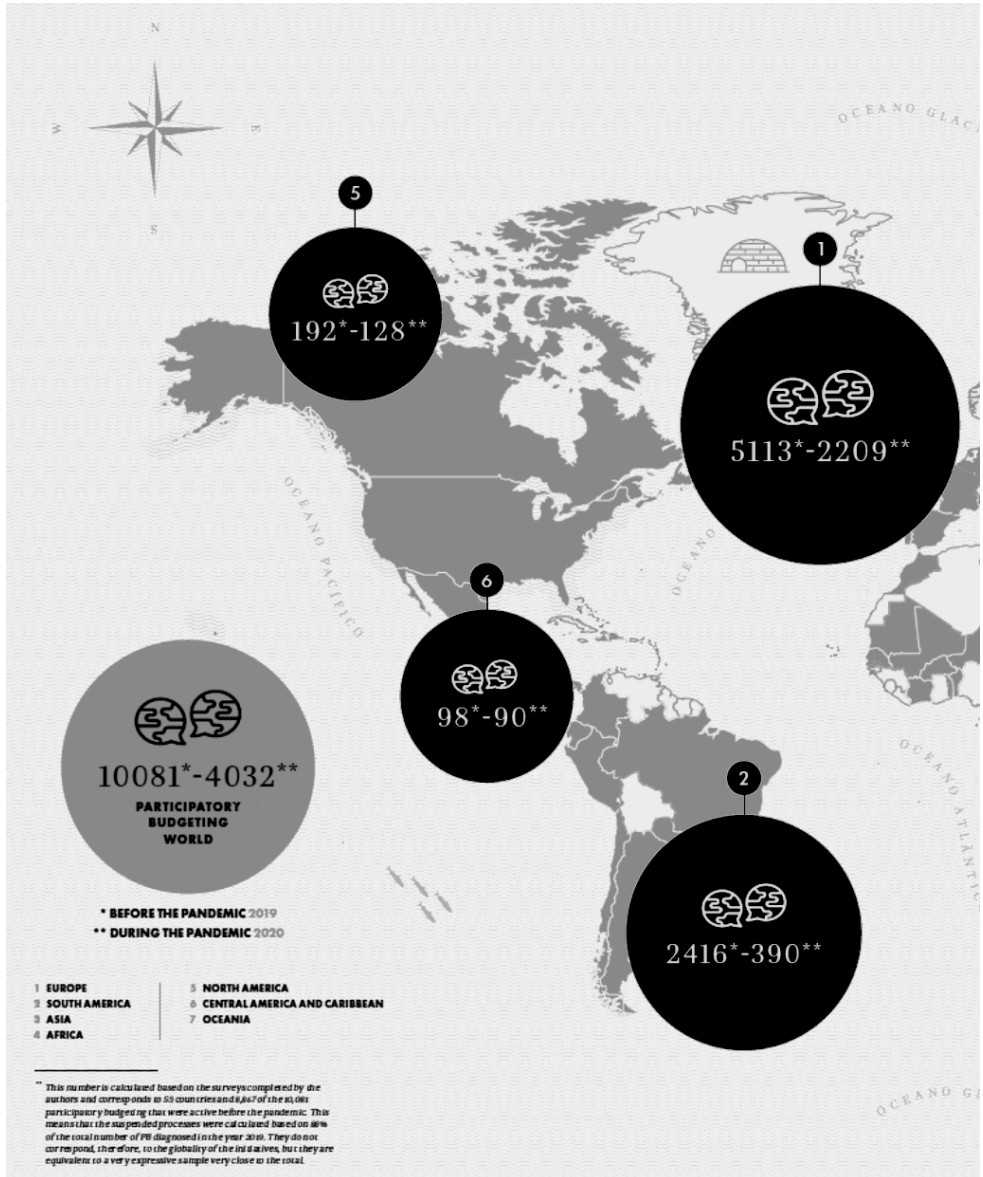 N
W
E
S
OCEANO GLACI
5
192*-128**
1
5113*-2209**
OCEANO PACIFICO
OCEANO
6
98*-90**
10081*-4032**
PARTICIPATORY
BUDGETING
WORLD
2
2416*-390**
OCEANO ATLÂNTIC
* BEFORE THE PANDEMIC 2019
** DURING THE PANDEMIC 2020
1 EUROPE
2 SOUTH AMERICA
3 ASIA
4 AFRICA
5 NORTH AMERICA
6 CENTRAL AMERICA AND CARIBBEAN
7 OCEANIA
OCEANO GL
** This number is calculated based on the surveys completed by the
authors and corresponds to 53 countries and 8,867 of the 10,081
participatory budgeting that were active before the pandemic. This
means that the suspended processes were calculated based on 88%
of the total number of PB diagnosed in the year 2019. They do not
correspond, therefore, to the globality of the initiatives, but they are
equivalent to a very expressive sample very close to the total.